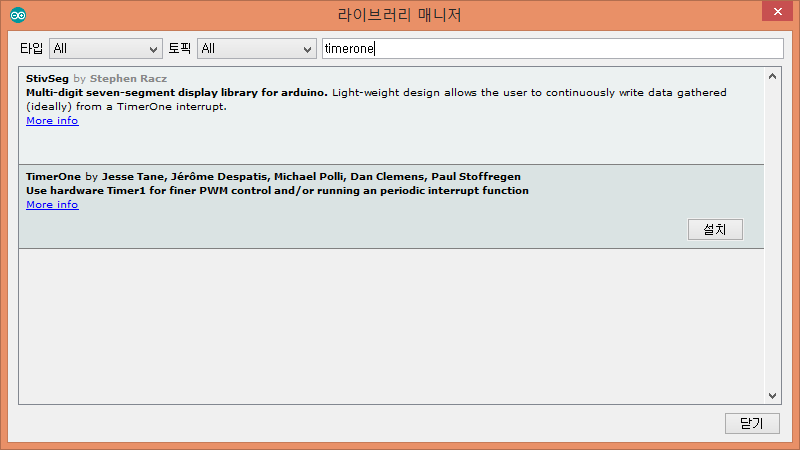 라이브러리 매니저
타입 All 토픽 All timerone
StivSeg by Stephen Racz
Multi-digit seven-segment display library for arduino. Light-weight design allows the user to continuously write data gathered
(ideally) from a TimerOne interrupt.
More info
TimerOne by Jesse Tane, Jérôme Despatis, Michael Polli, Dan Clemens, Paul Stoffregen
Use hardware Timer1 for finer PWM control and/or running an periodic interrupt function
More info
설치
닫기